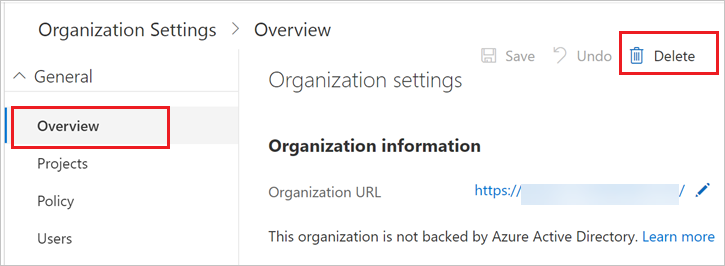 Organization Settings > Overview
Save Undo Delete
General
Organization settings
Overview
Organization information
Projects
Organization URL https:// /
Policy
Users
This organization is not backed by Azure Active Directory. Learn more